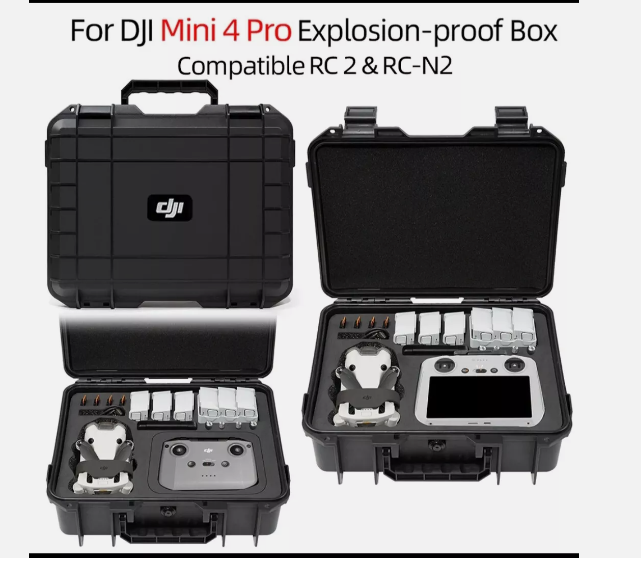 For DJI Mini 4 Pro Explosion-proof Box
Compatible RC 2 & RC-N2
dji